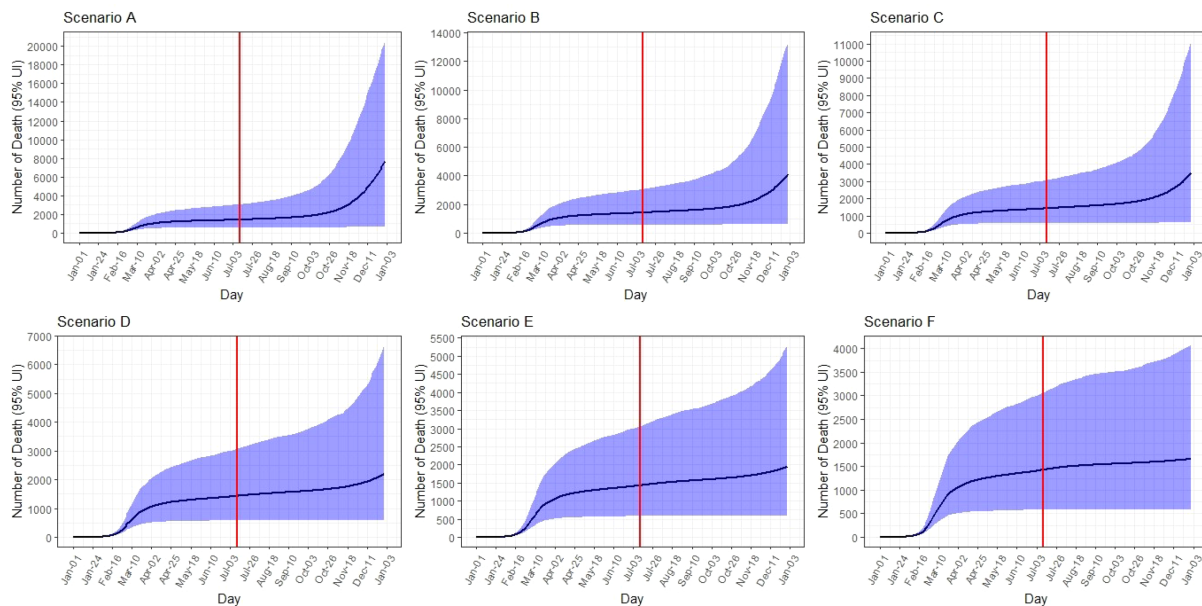 Scenario A
Number of Death (95% UI)
20000
18000
16000
14000
12000
10000
8000
6000
4000
2000
0
Jan-01 Jan-24 Feb-16 Mar-10 Apr-02 Apr-25 May-18 Jun-10 Jul-03 Jul-26 Aug-18 Sep-10 Oct-03 Oct-26 Nov-18 Dec-11 Jan-03
Day
Scenario B
Number of Death (95% UI)
14000
12000
10000
8000
6000
4000
2000
0
Jan-01 Jan-24 Feb-16 Mar-10 Apr-02 Apr-25 May-18 Jun-10 Jul-03 Jul-26 Aug-18 Sep-10 Oct-03 Oct-26 Nov-18 Dec-11 Jan-03
Day
Scenario C
Number of Death (95% UI)
11000
10000
9000
8000
7000
6000
5000
4000
3000
2000
1000
0
Jan-01 Jan-24 Feb-16 Mar-10 Apr-02 Apr-25 May-18 Jun-10 Jul-03 Jul-26 Aug-18 Sep-10 Oct-03 Oct-26 Nov-18 Dec-11 Jan-03
Day
Scenario D
Number of Death (95% UI)
7000
6000
5000
4000
3000
2000
1000
0
Jan-01 Jan-24 Feb-16 Mar-10 Apr-02 Apr-25 May-18 Jun-10 Jul-03 Jul-26 Aug-18 Sep-10 Oct-03 Oct-26 Nov-18 Dec-11 Jan-03
Day
Scenario E
Number of Death (95% UI)
5500
5000
4500
4000
3500
3000
2500
2000
1500
1000
500
0
Jan-01 Jan-24 Feb-16 Mar-10 Apr-02 Apr-25 May-18 Jun-10 Jul-03 Jul-26 Aug-18 Sep-10 Oct-03 Oct-26 Nov-18 Dec-11 Jan-03
Day
Scenario F
Number of Death (95% UI)
4000
3500
3000
2500
2000
1500
1000
500
0
Jan-01 Jan-24 Feb-16 Mar-10 Apr-02 Apr-25 May-18 Jun-10 Jul-03 Jul-26 Aug-18 Sep-10 Oct-03 Oct-26 Nov-18 Dec-11 Jan-03
Day